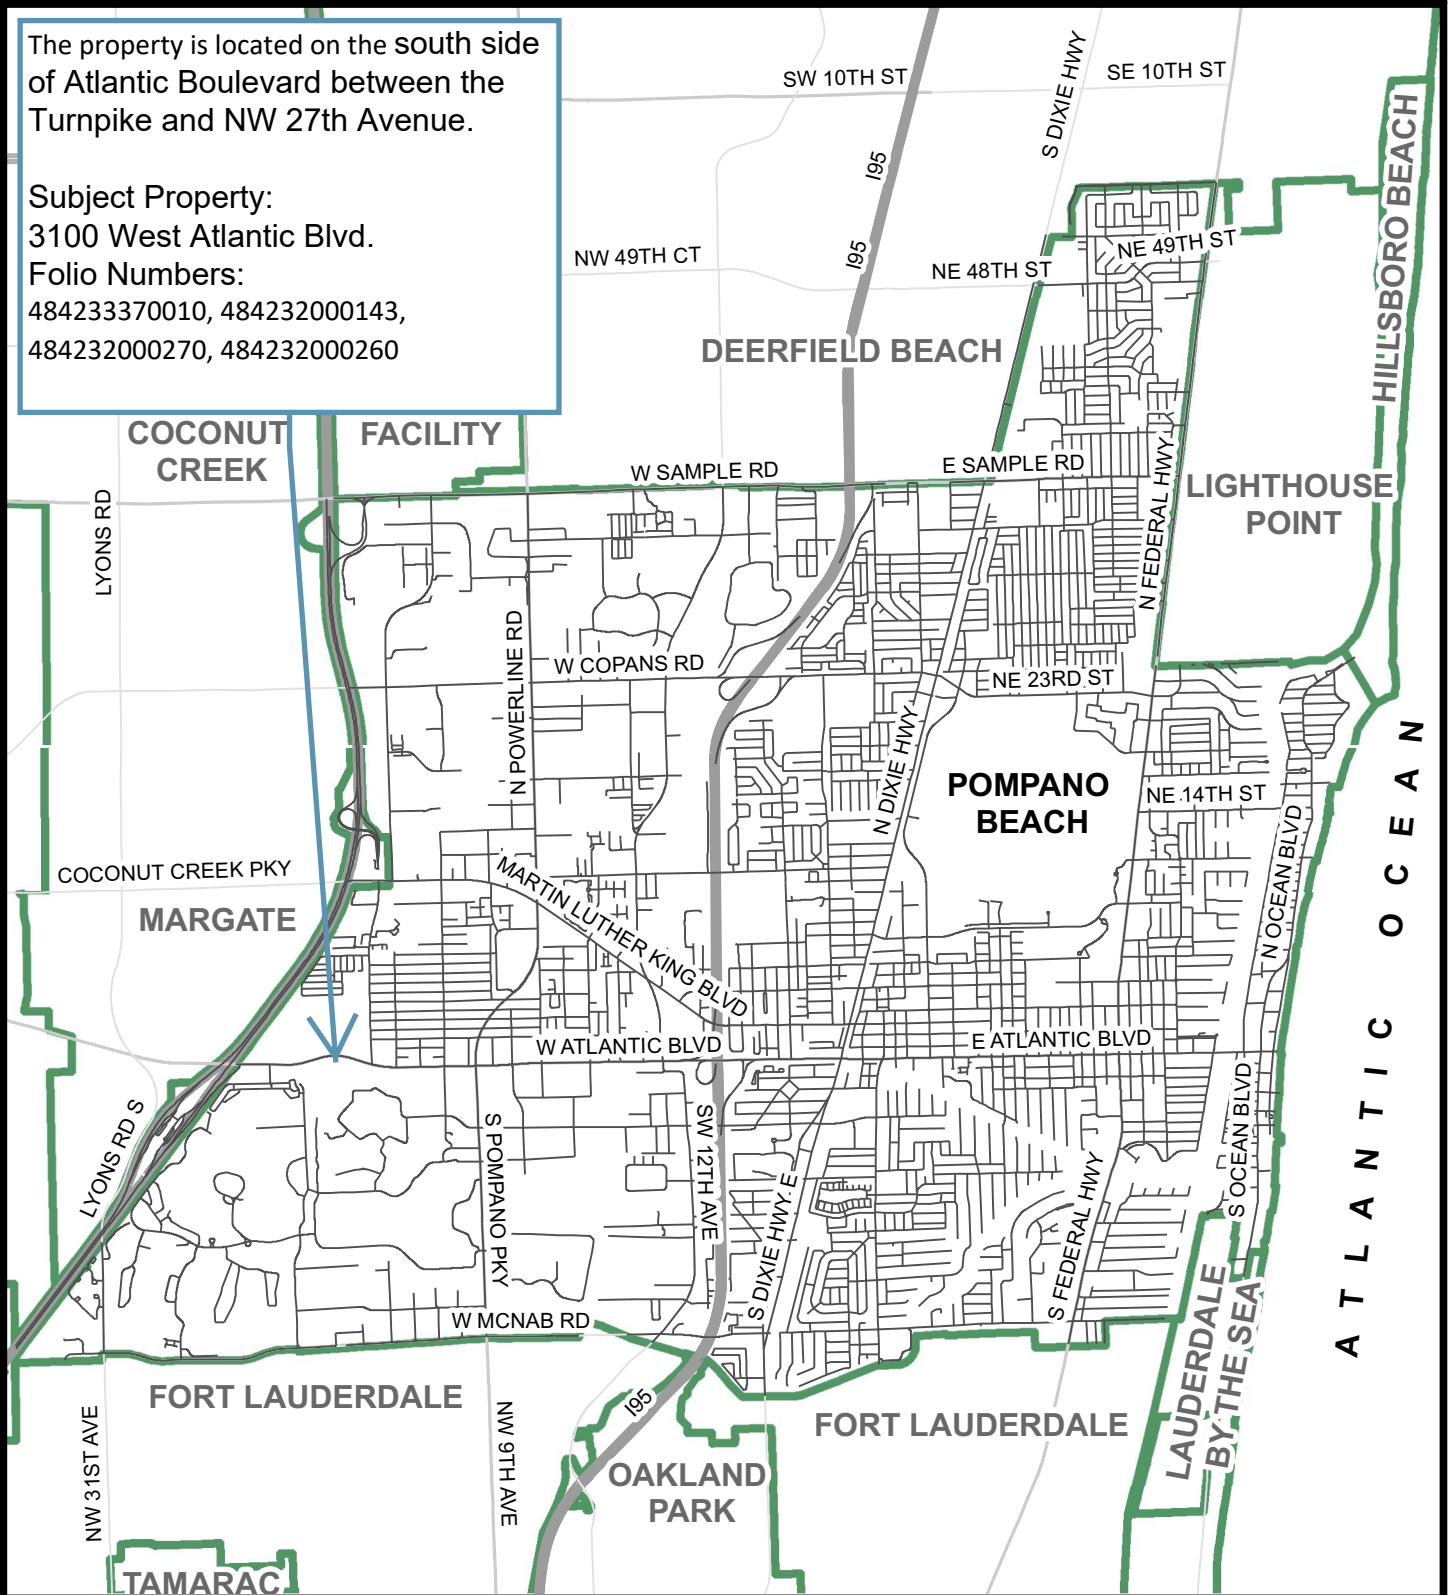 The property is located on the south side
of Atlantic Boulevard between the
Turnpike and NW 27th Avenue.
Subject Property:
3100 West Atlantic Blvd.
Folio Numbers:
484233370010, 484232000143,
484232000270, 484232000260
SW 10TH ST
SE 10TH ST
S DIXIE HWY
I95
HILLSBORO BEACH
I95
NW 49TH CT
NE 48TH ST
NE 49TH ST
DEERFIELD BEACH
COCONUT
CREEK
FACILITY
W SAMPLE RD
E SAMPLE RD
N FEDERAL HWY
LIGHTHOUSE
POINT
LYONS RD
N POWERLINE RD
W COPANS RD
NE 23RD ST
N DIXIE HWY
POMPANO
BEACH
NE 14TH ST
N OCEAN BLVD
COCONUT CREEK PKY
MARTIN LUTHER KING BLVD
MARGATE
W ATLANTIC BLVD
E ATLANTIC BLVD
ATLANTIC OCEAN
LYONS RD S
S POMPANO PKY
SW 12TH AVE
S DIXIE HWY E
S FEDERAL HWY
S OCEAN BLVD
W MCNAB RD
LAUDERDALE
BY THE SEA
FORT LAUDERDALE
I95
FORT LAUDERDALE
NW 31ST AVE
NW 9TH AVE
OAKLAND
PARK
TAMARAC